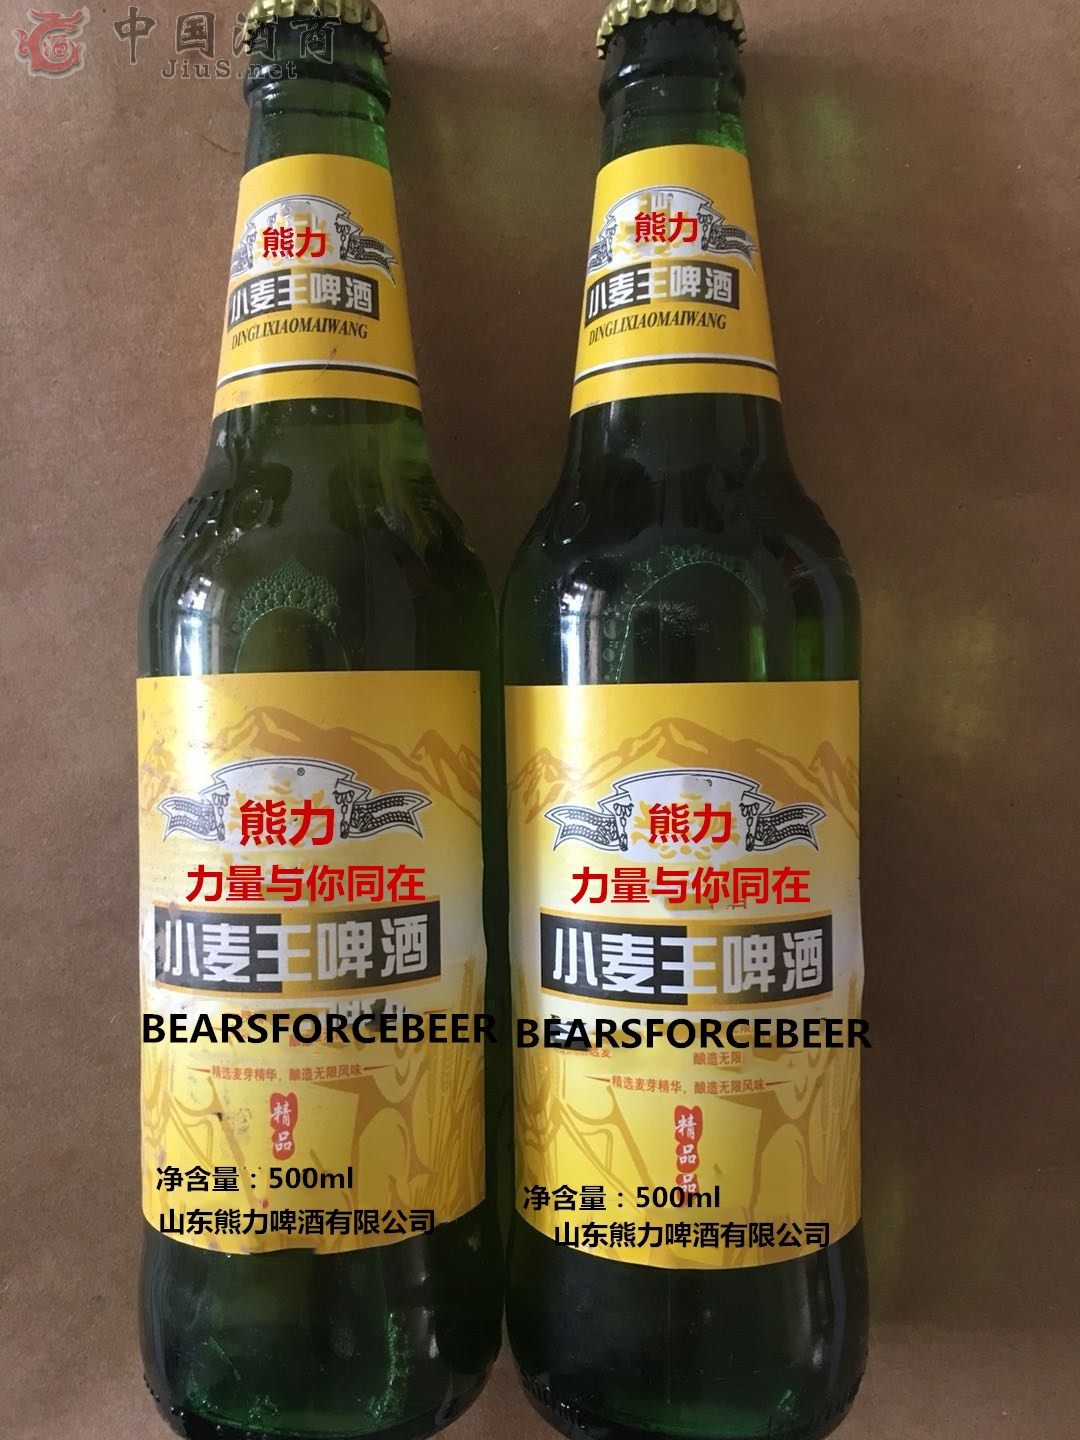 中国酒商
JiuS.net
熊力
小麦王啤酒
DINGLIXIAOMAIWANG
熊力
力量与你同在
小麦王啤酒
BEARSFORCEBEER
精选麦芽精华，酿造无限风味
精品
净含量：500ml
山东熊力啤酒有限公司
熊力
小麦王啤酒
DINGLIXIAOMAIWANG
熊力
力量与你同在
小麦王啤酒
BEARSFORCEBEER
酿造无限
精选麦芽精华，酿造无限风味
精品
品
净含量：500ml
山东熊力啤酒有限公司